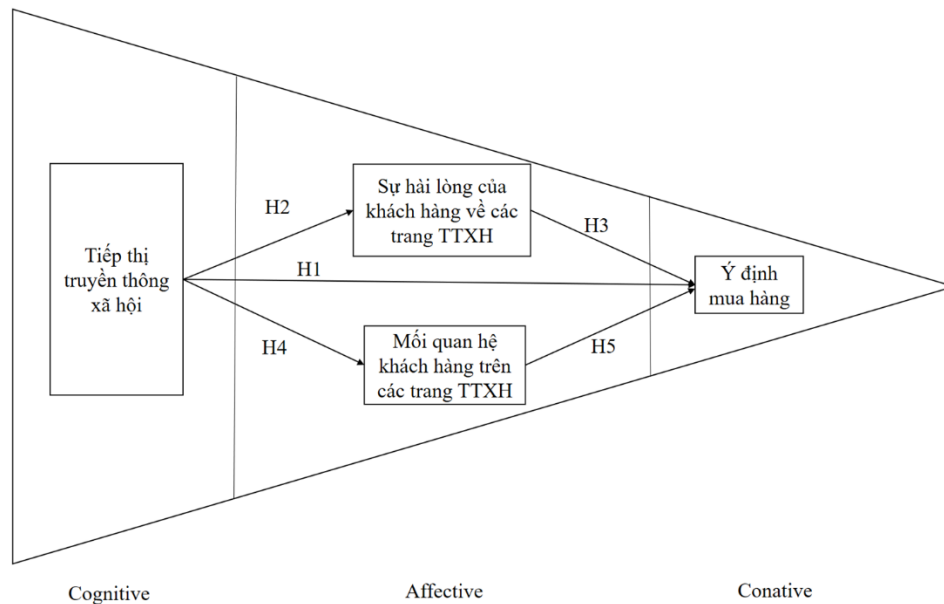 Tiếp thị
truyền thông
xã hội
H2
H1
H4
Sự hài lòng của
khách hàng về các
trang TTXH
Mối quan hệ
khách hàng trên
các trang TTXH
H3
H5
Ý định
mua hàng
Cognitive
Affective
Conative